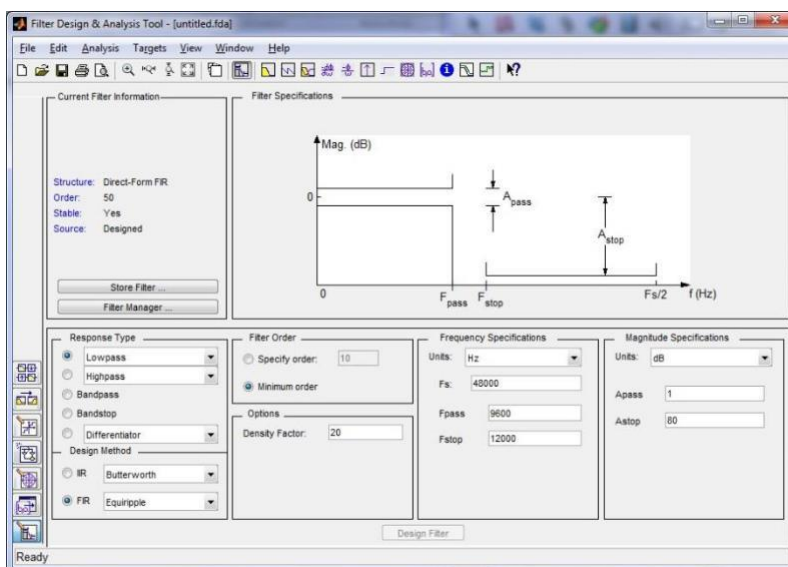 Filter Design & Analysis Tool - [untitled.fda]
File Edit Analysis Targets View Window Help
Current Filter Information
Structure: Direct-Form FIR
Order: 50
Stable: Yes
Source: Designed
Store Filter ...
Filter Manager ...
Filter Specifications
Mag. (dB)
0
Apass
Astop
0 Fpass Fstop Fs/2 f (Hz)
Response Type
Lowpass
Highpass
Bandpass
Bandstop
Differentiator
Design Method
IIR Butterworth
FIR Equiripple
Filter Order
Specify order: 10
Minimum order
Options
Density Factor: 20
Frequency Specifications
Units: Hz
Fs: 48000
Fpass 9600
Fstop 12000
Magnitude Specifications
Units: dB
Apass 1
Astop 80
Design Filter
Ready